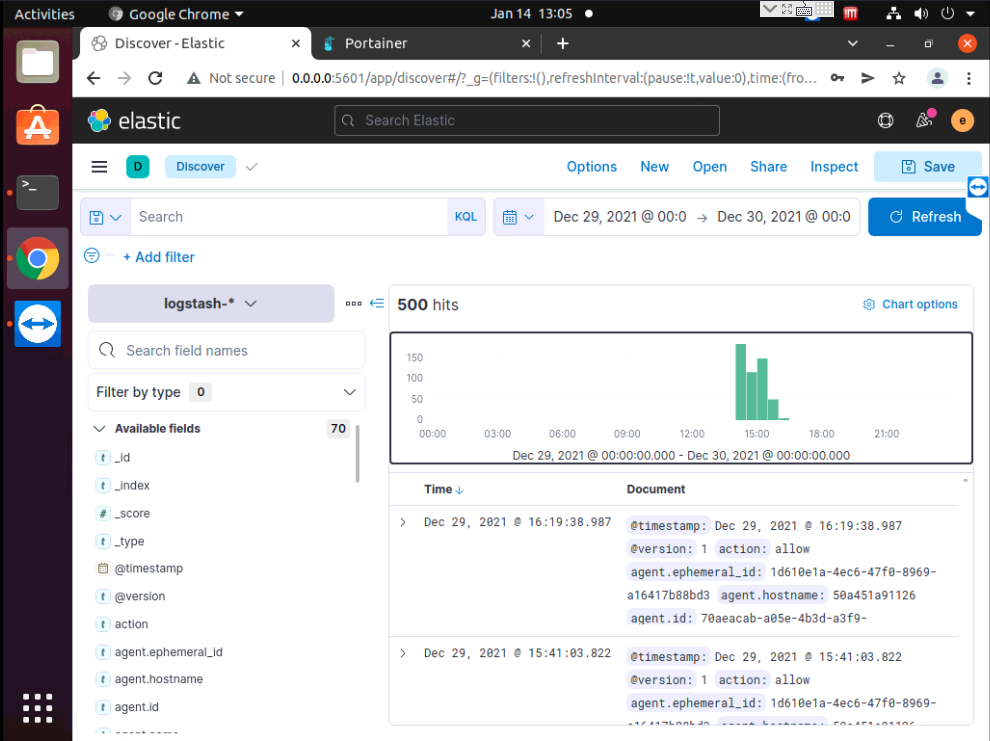 Activities Google Chrome Jan 14 13:05
Discover - Elastic Portainer
Not secure 0.0.0.0:5601/app/discover#/?_g=(filters:!(),refreshInterval:(pause:!t,value:0),time:(fro...
elastic Search Elastic e
D Discover Options New Open Share Inspect Save
Search KQL Dec 29, 2021 @ 00:0 → Dec 30, 2021 @ 00:0 Refresh
+ Add filter
logstash-* 500 hits Chart options
Search field names
Filter by type 0
Available fields 70
t _id
t _index
# _score
t _type
@timestamp
t @version
t action
t agent.ephemeral_id
t agent.hostname
t agent.id
150
100
50
0
00:00 03:00 06:00 09:00 12:00 15:00 18:00 21:00
Dec 29, 2021 @ 00:00:00.000 - Dec 30, 2021 @ 00:00:00.000
Time Document
Dec 29, 2021 @ 16:19:38.987 @timestamp: Dec 29, 2021 @ 16:19:38.987
@version: 1 action: allow
agent.ephemeral_id: 1d610e1a-4ec6-47f0-8969-
a16417b88bd3 agent.hostname: 50a451a91126
agent.id: 70aeacab-a05e-4b3d-a3f9-
Dec 29, 2021 @ 15:41:03.822 @timestamp: Dec 29, 2021 @ 15:41:03.822
@version: 1 action: allow
agent.ephemeral_id: 1d610e1a-4ec6-47f0-8969-